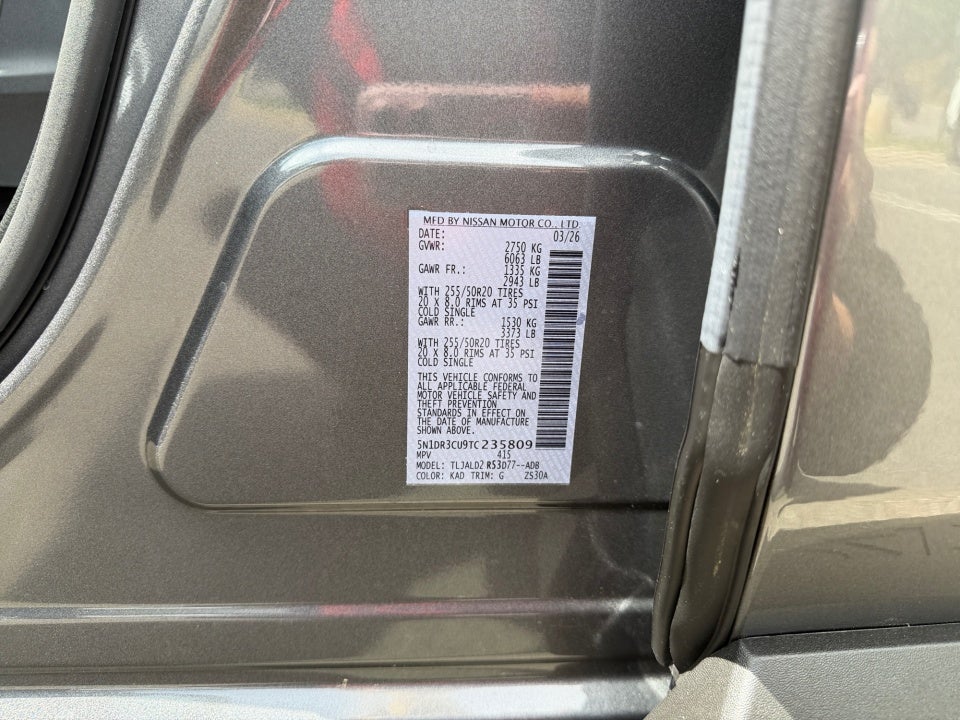 MFD BY NISSAN MOTOR CO., LTD
DATE: 03/26
GVWR: 2750 KG
6063 LB
GAWR FR.: 1335 KG
2943 LB
WITH 255/50R20 TIRES
20 x 8.0 RIMS AT 35 PSI
COLD SINGLE
GAWR RR.: 1530 KG
3373 LB
WITH 255/50R20 TIRES
20 x 8.0 RIMS AT 35 PSI
COLD SINGLE
THIS VEHICLE CONFORMS TO
ALL APPLICABLE FEDERAL
MOTOR VEHICLE SAFETY AND
THEFT PREVENTION
STANDARDS IN EFFECT ON
THE DATE OF MANUFACTURE
SHOWN ABOVE.
5N1DR3CU9TC235809
MPV 415
MODEL: TLJALD2 R53D77--ADB
COLOR: KAD TRIM: G ZS30A